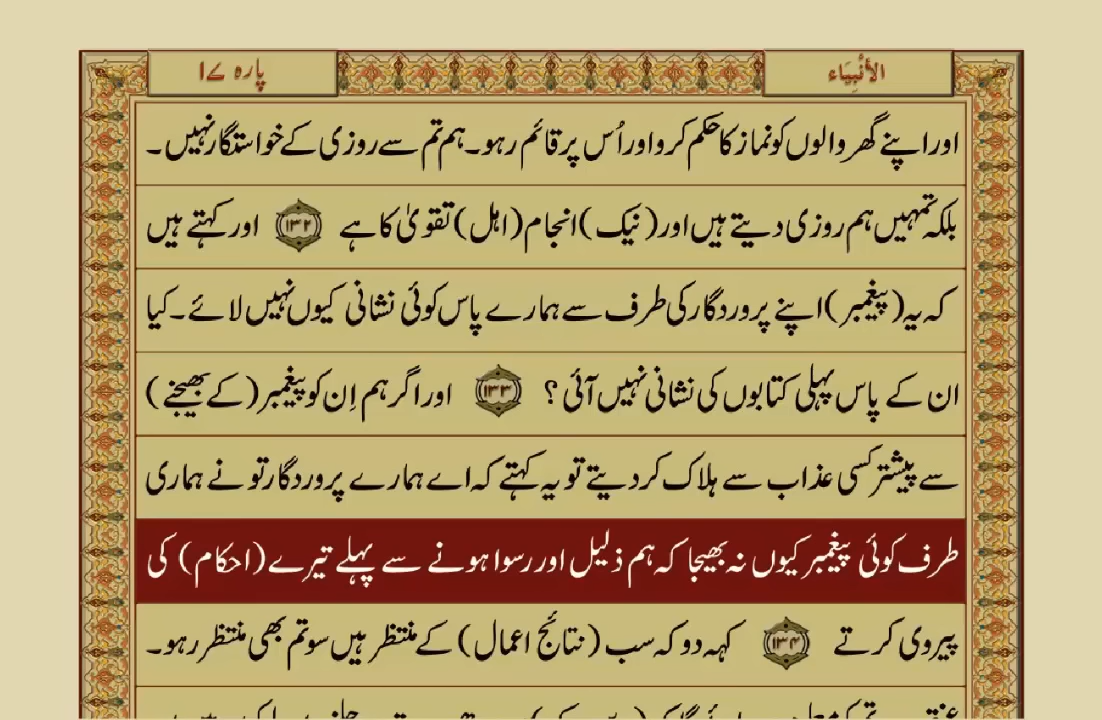 الأنبياء
پارہ ۱۷
اور اپنے گھر والوں کو نماز کا حکم کرو اور اُس پر قائم رہو۔ ہم تم سے روزی کے خواستگار نہیں۔
بلکہ تمہیں ہم روزی دیتے ہیں اور (نیک) انجام (اہل) تقویٰ کا ہے ۱۳۲ اور کہتے ہیں
کہ یہ (پیغمبر) اپنے پروردگار کی طرف سے ہمارے پاس کوئی نشانی کیوں نہیں لائے۔ کیا
ان کے پاس پہلی کتابوں کی نشانی نہیں آئی؟ ۱۳۳ اور اگر ہم اِن کو پیغمبر (کے بھیجنے)
سے پیشتر کسی عذاب سے ہلاک کردیتے تو یہ کہتے کہ اے ہمارے پروردگار تو نے ہماری
طرف کوئی پیغمبر کیوں نہ بھیجا کہ ہم ذلیل اور رسوا ہونے سے پہلے تیرے (احکام) کی
پیروی کرتے ۱۳۴ کہہ دو کہ سب (نتائج اعمال) کے منتظر ہیں سو تم بھی منتظر رہو۔